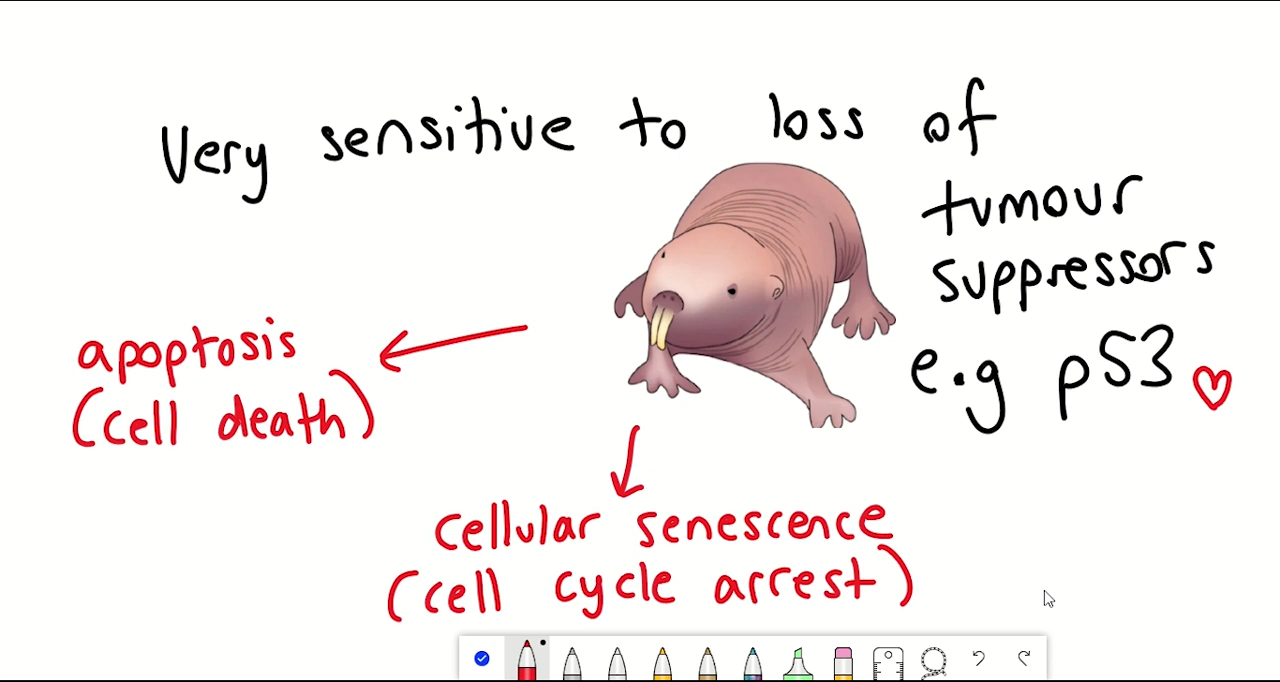 Very sensitive to loss of
tumour
suppressors
e.g p53
apoptosis
(cell death)
cellular senescence
(cell cycle arrest)